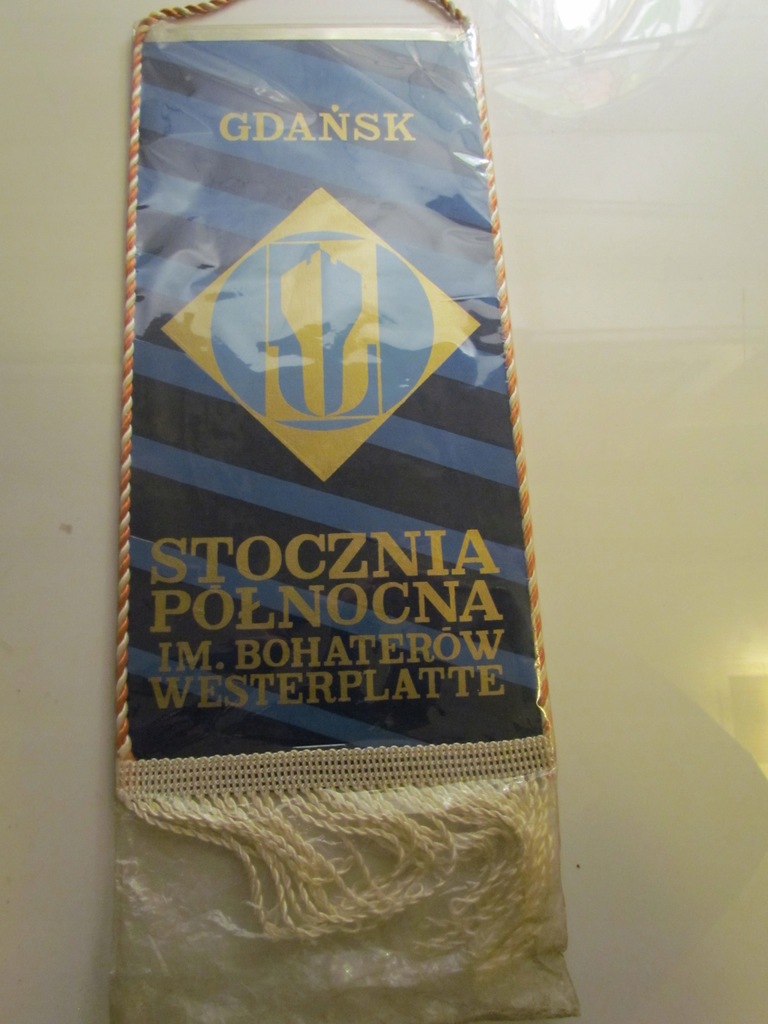 GDAŃSK
STOCZNIA
PÓŁNOCNA
IM. BOHATERÓW
WESTERPLATTE